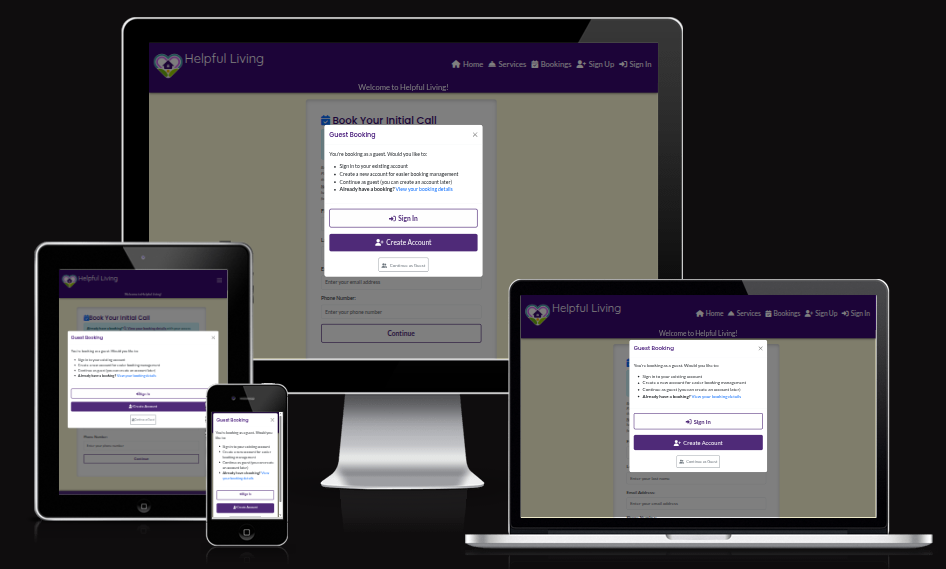 Helpful Living
Home Services Bookings Sign Up Sign In
Welcome to Helpful Living!
Book Your Initial Call
Guest Booking ×
You're booking as a guest. Would you like to:
Sign in to your existing account
Create a new account for easier booking management
Continue as guest (you can create an account later)
Already have a booking? View your booking details
Sign In
Create Account
Continue as Guest
Enter your email address
Phone Number:
Enter your phone number
Continue
Helpful Living
Welcome to Helpful Living!
Book Your Initial Call
Guest Booking ×
You're booking as a guest. Would you like to:
Sign in to your existing account
Create a new account for easier booking management
Continue as guest (you can create an account later)
Already have a booking? View your booking details
Sign In
Create Account
Continue as Guest
Phone Number:
Enter your phone number
Continue
Guest Booking ×
You're booking as a guest. Would you
like to:
Sign in to your existing account
Create a new account for easier
booking management
Continue as guest (you can create
an account later)
Already have a booking? View
your booking details
Sign In
Create Account
Helpful Living
Home Services Bookings Sign Up Sign In
Welcome to Helpful Living!
Guest Booking ×
You're booking as a guest. Would you like to:
Sign in to your existing account
Create a new account for easier booking management
Continue as guest (you can create an account later)
Already have a booking? View your booking details
Sign In
Create Account
Continue as Guest
Enter your last name
Email Address:
Enter your email address